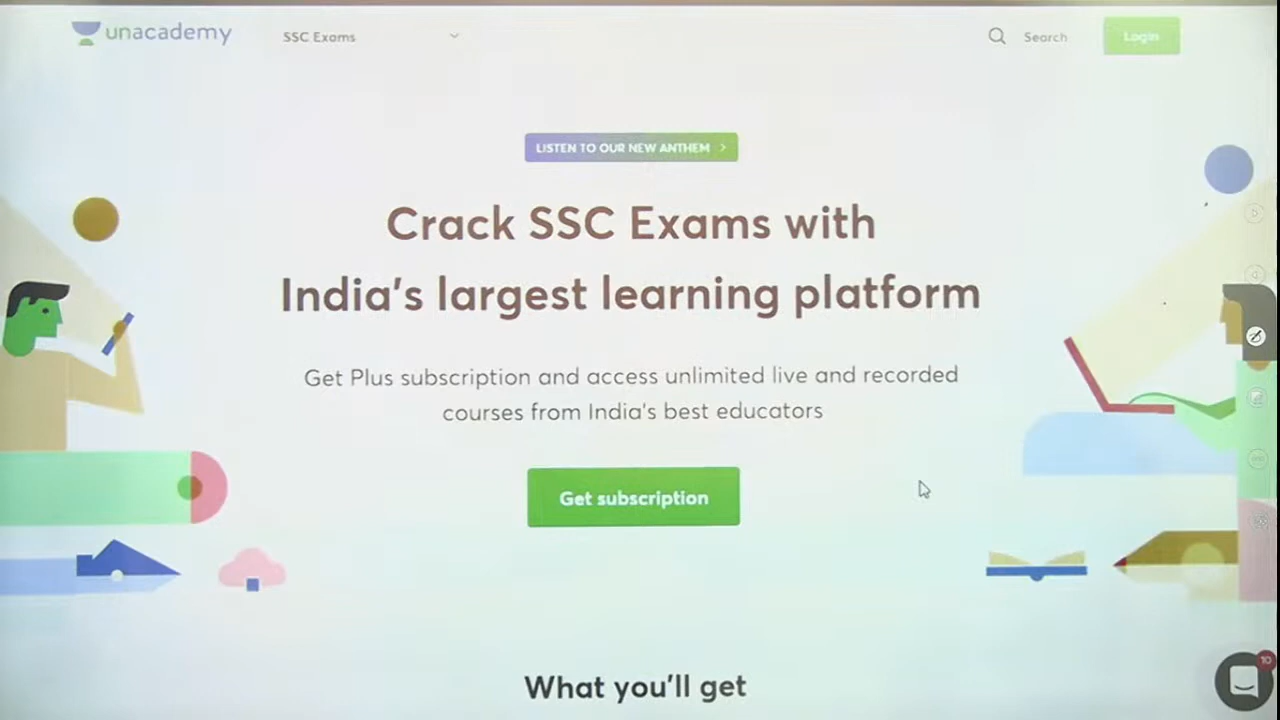 unacademy
SSC Exams
Search
Login
LISTEN TO OUR NEW ANTHEM
Crack SSC Exams with
India's largest learning platform
Get Plus subscription and access unlimited live and recorded
courses from India's best educators
Get subscription
What you'll get
10